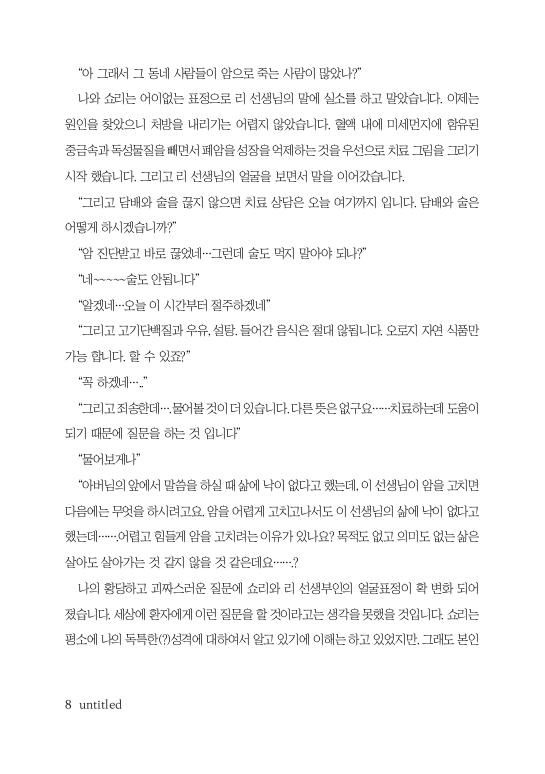 “아 그래서 그 동네 사람들이 암으로 죽는 사람이 많았나?”
나와 쇼리는 어이없는 표정으로 리 선생님의 말에 실소를 하고 말았습니다. 이제는
원인을 찾았으니 처방을 내리기는 어렵지 않았습니다. 혈액 내에 미세먼지에 함유된
중금속과 독성물질을 빼면서 폐암을 성장을 억제하는 것을 우선으로 치료 그림을 그리기
시작 했습니다. 그리고 리 선생님의 얼굴을 보면서 말을 이어갔습니다.
“그리고 담배와 술을 끊지 않으면 치료 상담은 오늘 여기까지 입니다. 담배와 술은
어떻게 하시겠습니까?”
“암 진단받고 바로 끊었네…그런데 술도 먹지 말아야 되나?”
“네~~~~~술도 안됩니다”
“알겠네…오늘 이 시간부터 절주하겠네”
“그리고 고기단백질과 우유, 설탕. 들어간 음식은 절대 않됩니다. 오로지 자연 식품만
가능 합니다. 할 수 있죠?”
“꼭 하겠네…..”
“그리고 죄송한데….물어볼 것이 더 있습니다. 다른 뜻은 없구요……치료하는데 도움이
되기 때문에 질문을 하는 것 입니다”
“물어보게나”
“아버님의 앞에서 말씀을 하실 때 삶에 낙이 없다고 했는데, 이 선생님이 암을 고치면
다음에는 무엇을 하시려고요. 암을 어렵게 고치고나서도 이 선생님의 삶에 낙이 없다고
했는데…….어렵고 힘들게 암을 고치려는 이유가 있나요? 목적도 없고 의미도 없는 삶은
살아도 살아가는 것 같지 않을 것 같은데요…….?
나의 황당하고 괴짜스러운 질문에 쇼리와 리 선생부인의 얼굴표정이 확 변화 되어
졌습니다. 세상에 환자에게 이런 질문을 할 것이라고는 생각을 못했을 것입니다. 쇼리는
평소에 나의 독특한(?)성격에 대하여서 알고 있기에 이해는 하고 있었지만. 그래도 본인
8 untitled